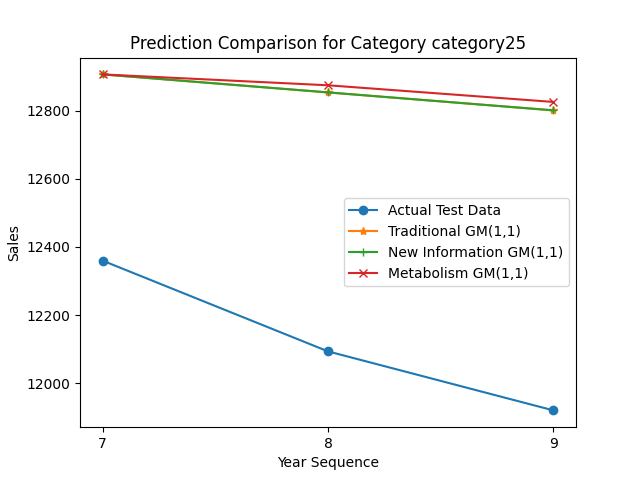 Prediction Comparison for Category category25
Sales
12800
12600
12400
12200
12000
Actual Test Data
Traditional GM(1,1)
New Information GM(1,1)
Metabolism GM(1,1)
7
8
9
Year Sequence